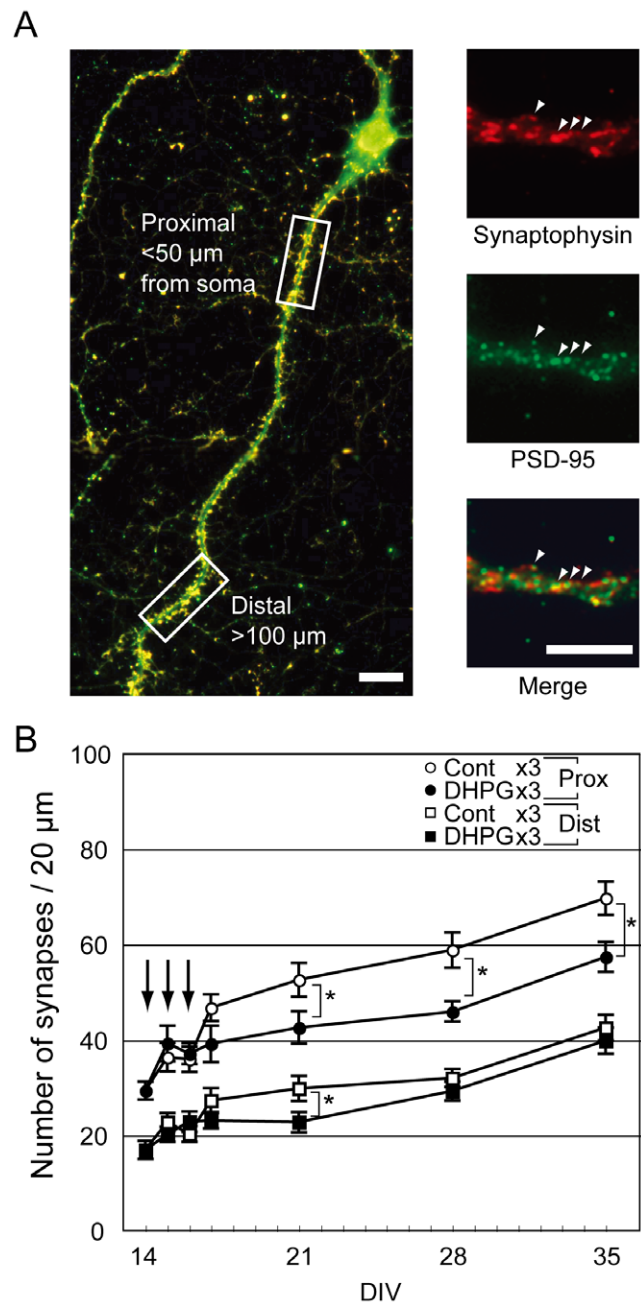 A
Proximal
<50 µm
from soma
Distal
>100 µm
Synaptophysin
PSD-95
Merge
B
Number of synapses / 20 µm
100
80
60
40
20
0
Cont x3
DHPGx3
Prox
Cont x3
DHPGx3
Dist
*
*
*
*
14
21
28
35
DIV